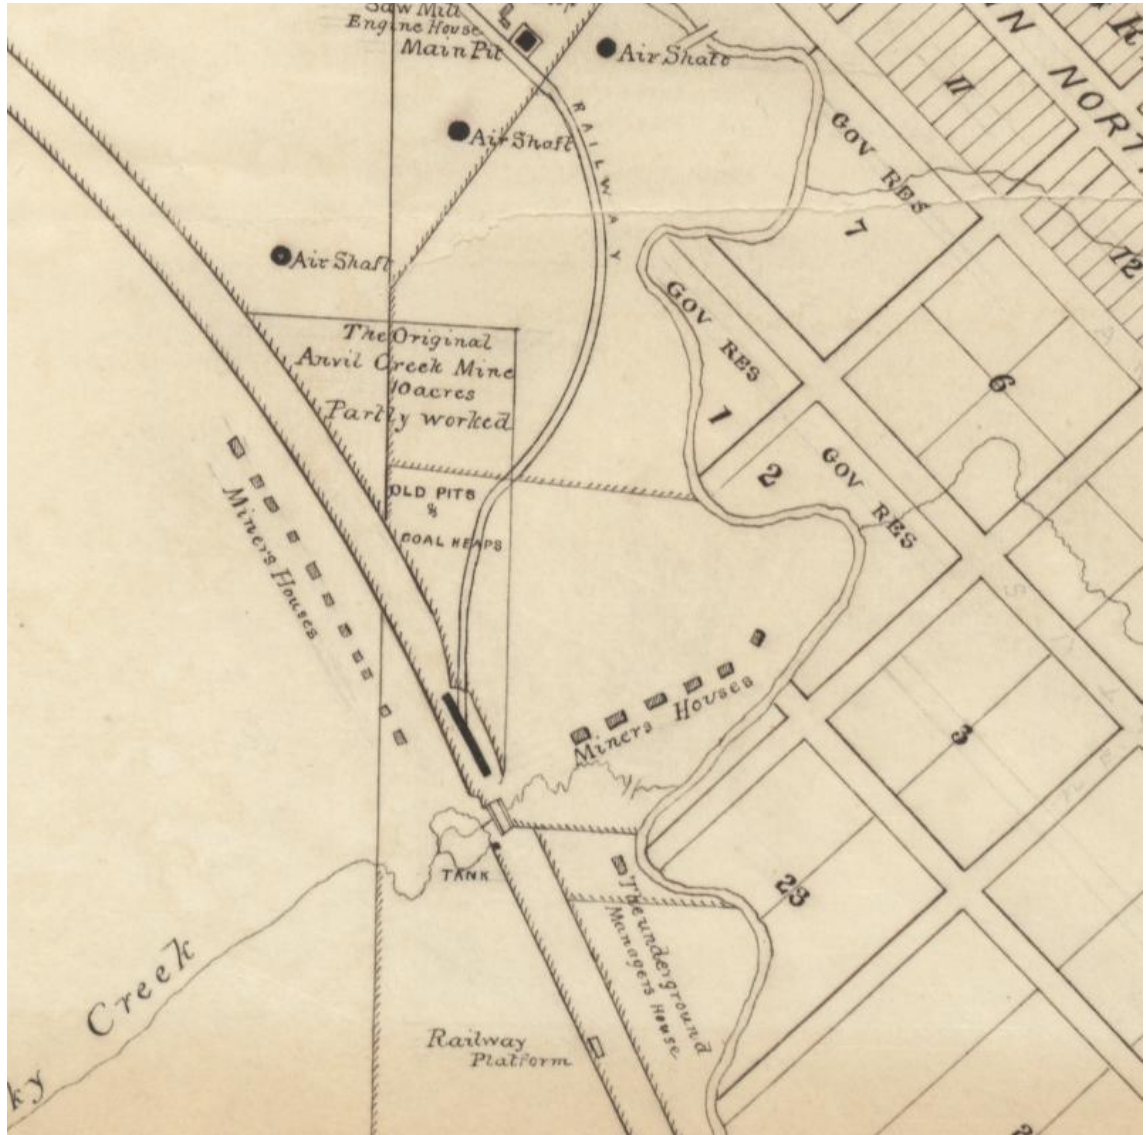 Saw Mill
Engine House
Main Pit
Air Shaft
Air Shaft
Air Shaft
RAILWAY
NORT
11
12
GOV RES
7
GOV RES
1
GOV RES
2
6
3
23
The Original
Anvil Creek Mine
10 acres
Partly worked
OLD PITS
&
COAL HEAPS
Miners Houses
Miners Houses
TANK
The underground
Managers House
Railway
Platform
Creek
ky